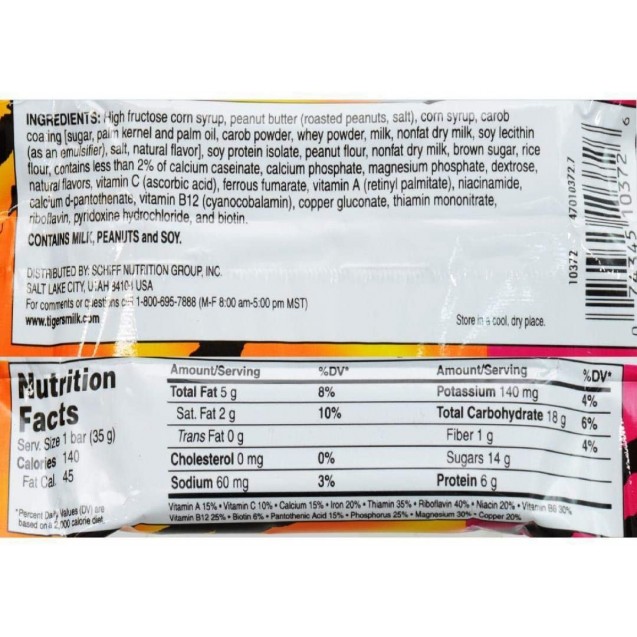 INGREDIENTS: High fructose corn syrup, peanut butter (roasted peanuts, salt), corn syrup, carob
coa ing [sugar, palm kernel and palm oil, carob powder, whey powder, milk, nonfat dry milk, soy lecithin
(as an emulsifier), salt, natural flavor], soy protein isolate, peanut flour, nonfat dry milk, brown sugar, rice
flour, contains less than 2% of calcium caseinate, calcium phosphate, magnesium phosphate, dextrose,
natural flavors, vitamin C (ascorbic acid), ferrous fumarate, vitamin A (retinyl palmitate), niacinamide,
calcium d-pantothenate, vitamin B12 (cyanocobalamin), copper gluconate, thiamin mononitrate,
riboflavin, pyridoxine hydrochloride, and biotin.
CONTAINS MILK, PEANUTS and SOY.
DISTRIBUTED BY: SCHIFF NUTRITION GROUP, INC.
SALT LAKE CITY, UTAH 84104 USA
For comments or questions call 1-800-695-7888 (M-F 8:00 am-5:00 pm MST)
www.tigersmilk.com
Store in a cool, dry place.
10372 47010372.7
0 74345 10372 6
Nutrition
Facts
Serv. Size 1 bar (35 g)
Calories 140
Fat Cal. 45
*Percent Daily Values (DV) are
based on a 2,000 calorie diet.
Amount/Serving %DV*
Total Fat 5 g 8%
Sat. Fat 2 g 10%
Trans Fat 0 g
Cholesterol 0 mg 0%
Sodium 60 mg 3%
Amount/Serving %DV*
Potassium 140 mg 4%
Total Carbohydrate 18 g 6%
Fiber 1 g 4%
Sugars 14 g
Protein 6 g
Vitamin A 15% • Vitamin C 10% • Calcium 15% • Iron 20% • Thiamin 35% • Riboflavin 40% • Niacin 20% • Vitamin B6 30%
Vitamin B12 25% • Biotin 6% • Pantothenic Acid 15% • Phosphorus 25% • Magnesium 30% • Copper 20%